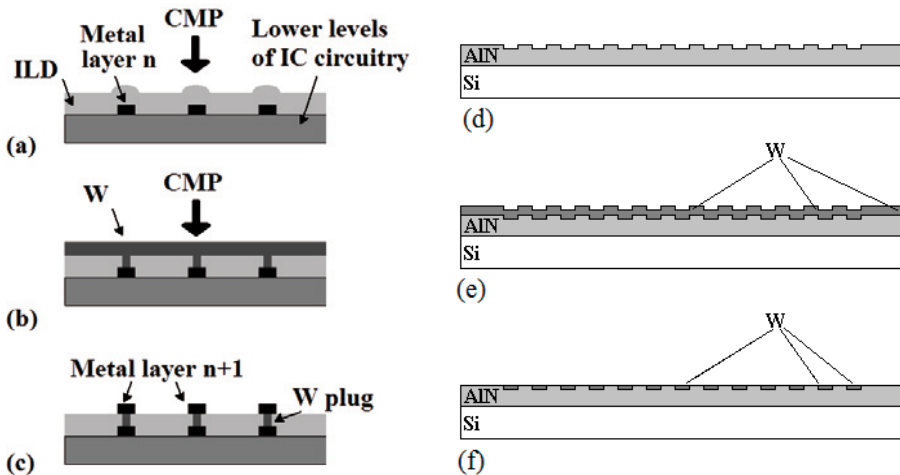 CMP
Metal
layer n
Lower levels
of IC circuitry
ILD
(a)
W
CMP
(b)
Metal layer n+1
W plug
(c)
AlN
Si
(d)
W
AlN
Si
(e)
W
AlN
Si
(f)